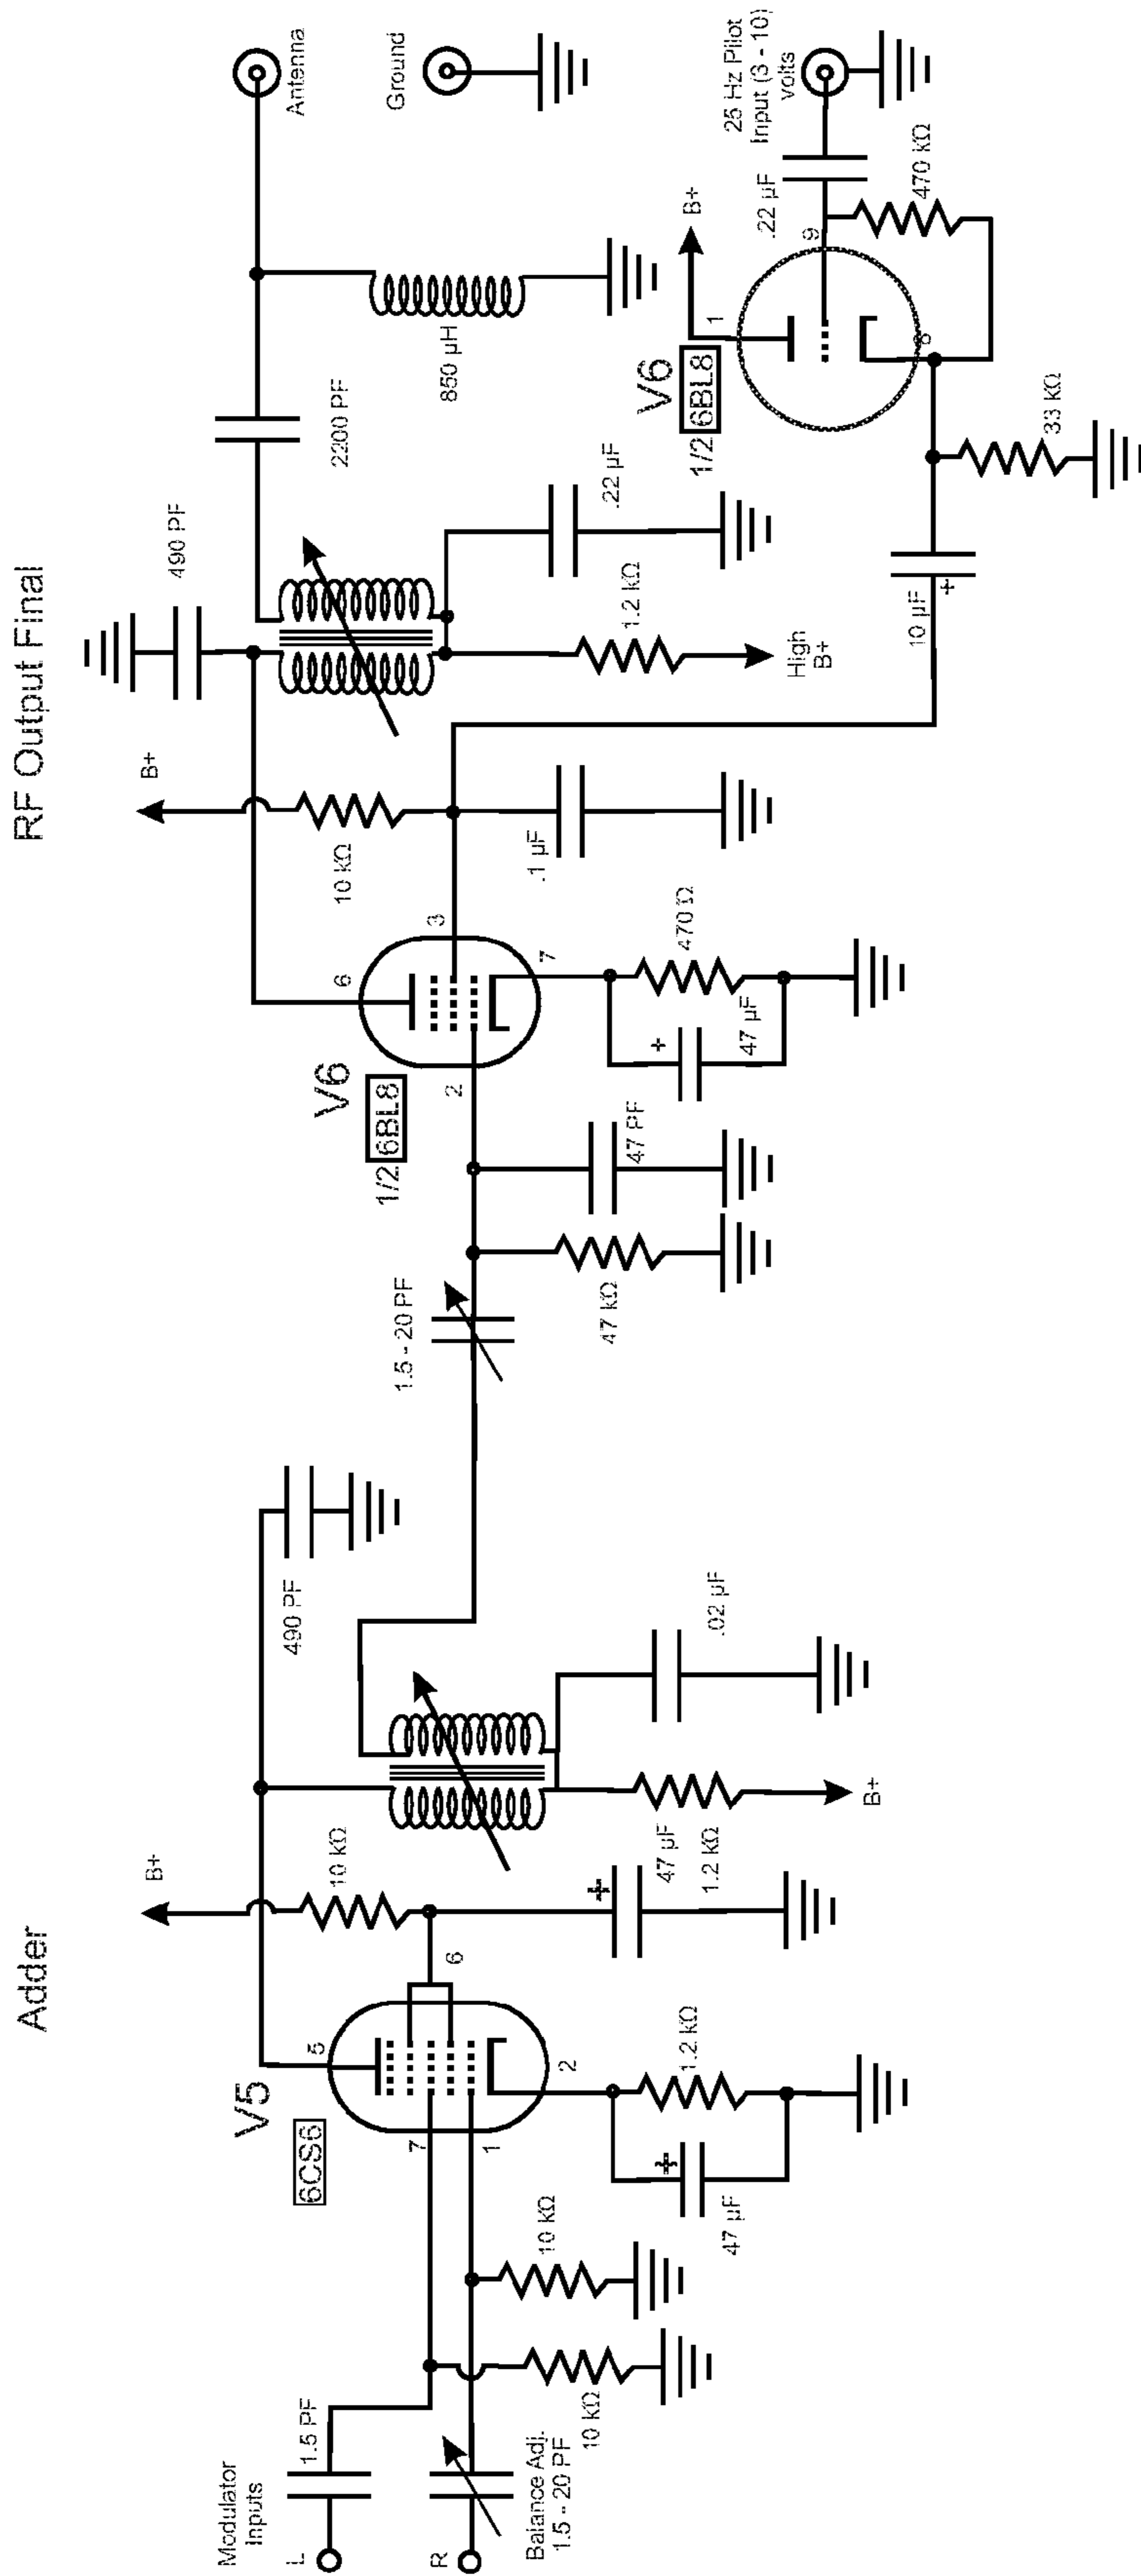 Adder
RF Output Final
Modulator
Inputs
L
R
1.5 PF
Balance Adj.
1.5 - 20 PF
10 kΩ
10 kΩ
V5
6CS6
7
1
5
2
6
1.2 kΩ
47 µF
B+
10 kΩ
47 µF
1.2 kΩ
B+
.02 µF
490 PF
1.5 - 20 PF
47 kΩ
47 PF
V6
1/2 6BL8
2
6
3
7
470 Ω
47 µF
B+
10 kΩ
.1 µF
490 PF
High
B+
1.2 kΩ
.22 µF
2200 PF
850 µH
Antenna
Ground
10 µF
33 kΩ
V6
1/2 6BL8
1
B+
8
9
.22 µF
470 kΩ
25 Hz Pilot
Input (3 - 10)
Volts